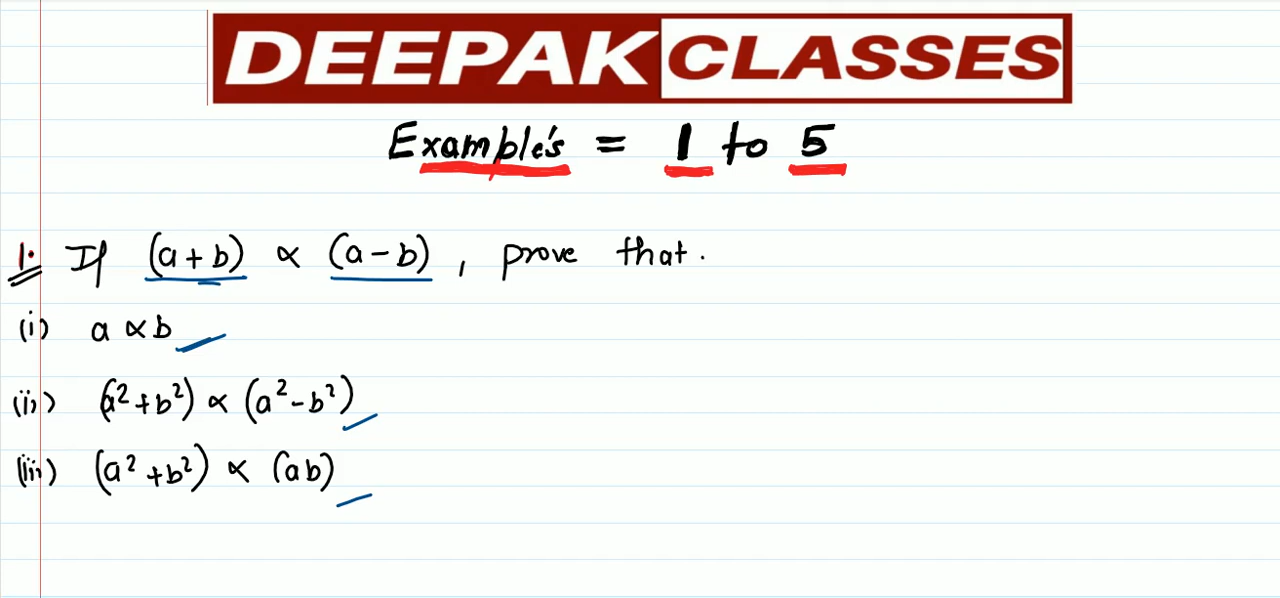 DEEPAK CLASSES
Example's = 1 to 5
1. If (a + b) ∝ (a - b), prove that.
(i) a ∝ b
(ii) (a² + b²) ∝ (a² - b²)
(iii) (a² + b²) ∝ (ab)